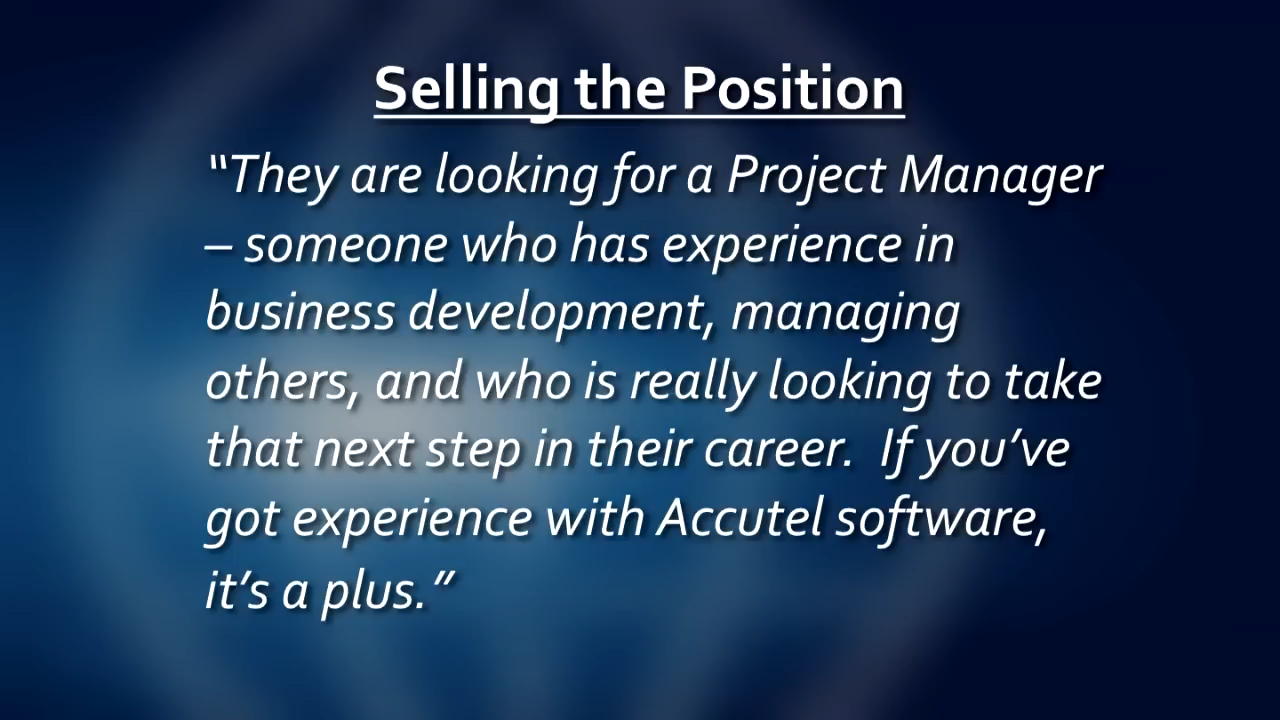 Selling the Position
“They are looking for a Project Manager
– someone who has experience in
business development, managing
others, and who is really looking to take
that next step in their career.  If you’ve
got experience with Accutel software,
it’s a plus.”